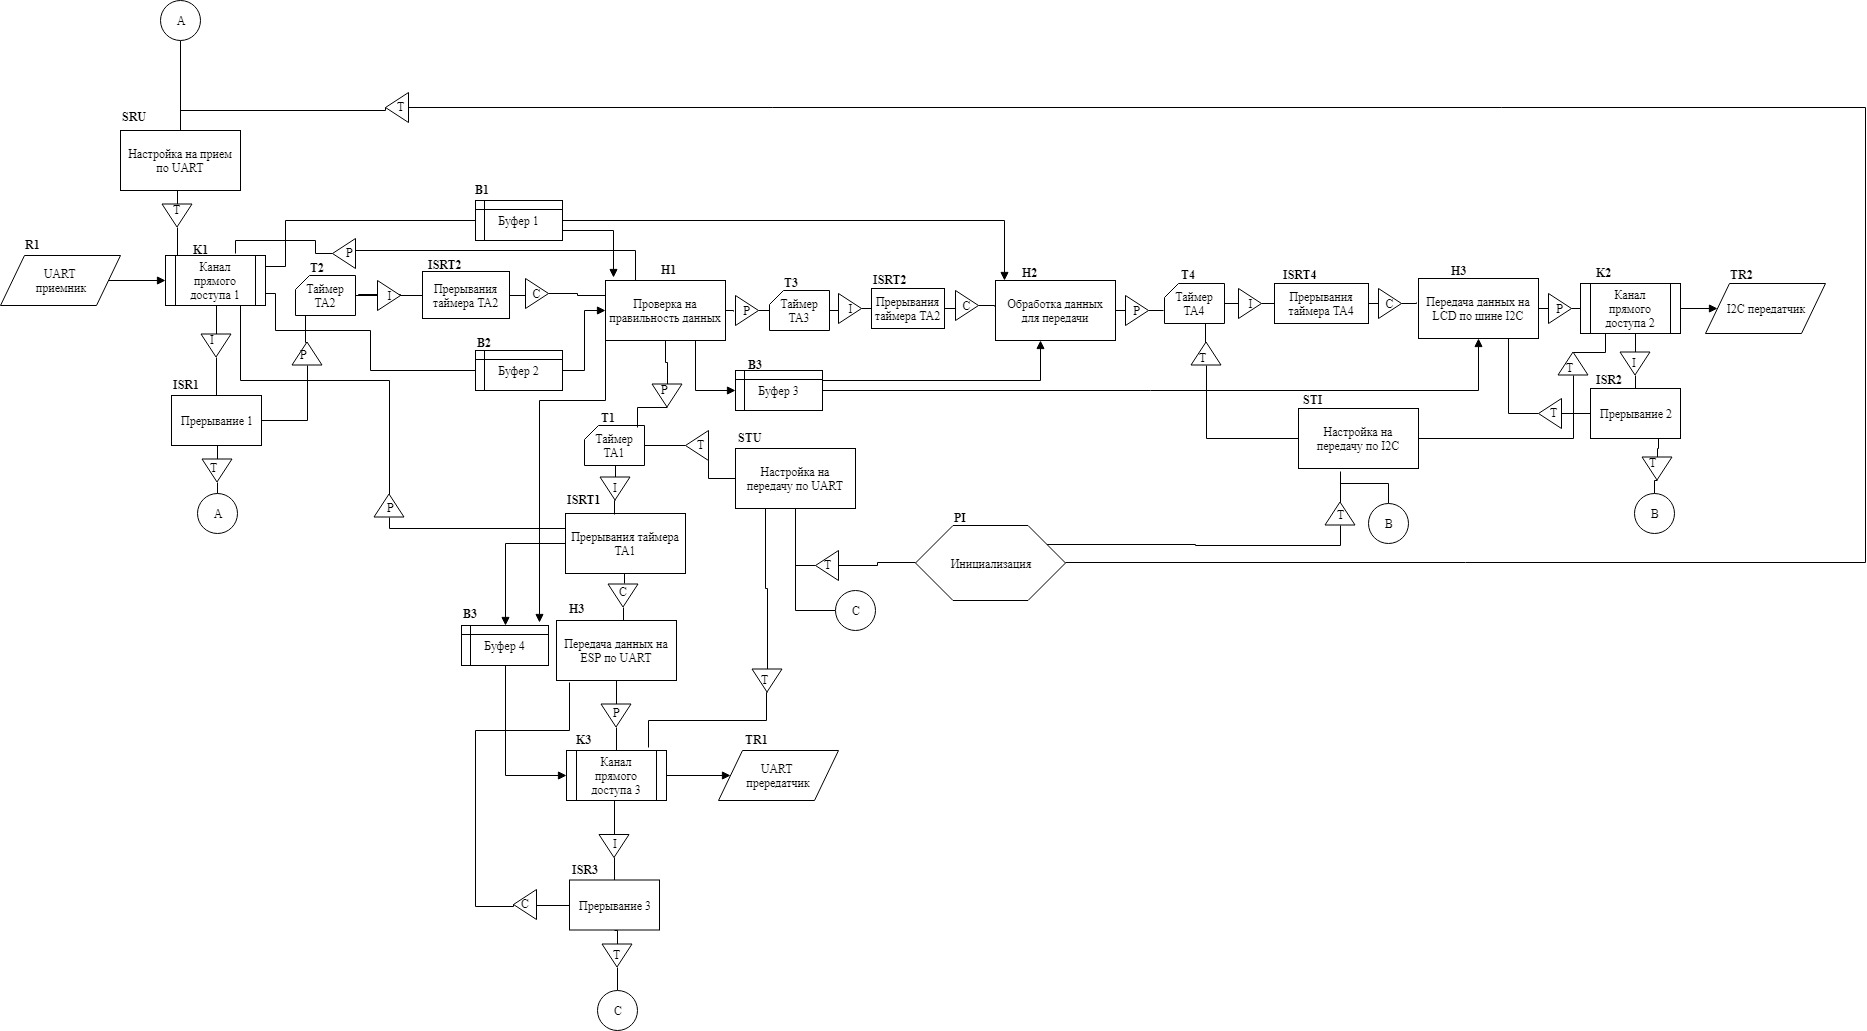 A
T
SRU
Настройка на прием
по UART
T
R1
UART
приемник
K1
Канал
прямого
доступа 1
P
B1
Буфер 1
T2
Таймер
TA2
I
ISRT2
Прерывания
таймера TA2
C
H1
Проверка на
правильность данных
P
T3
Таймер
TA3
I
ISRT2
Прерывания
таймера TA2
C
H2
Обработка данных
для передачи
P
T4
Таймер
TA4
I
ISRT4
Прерывания
таймера TA4
C
H3
Передача данных на
LCD по шине I2C
P
K2
Канал
прямого
доступа 2
TR2
I2C передатчик
I
P
B2
Буфер 2
P
B3
Буфер 3
T
T
I
ISR1
Прерывание 1
T
A
T1
Таймер
TA1
T
STU
Настройка на
передачу по UART
STI
Настройка на
передачу по I2C
T
ISR2
Прерывание 2
T
B
I
P
ISRT1
Прерывания таймера
TA1
C
T
PI
Инициализация
T
B
C
B3
Буфер 4
H3
Передача данных на
ESP по UART
T
P
K3
Канал
прямого
доступа 3
TR1
UART
прередатчик
I
ISR3
Прерывание 3
C
T
C